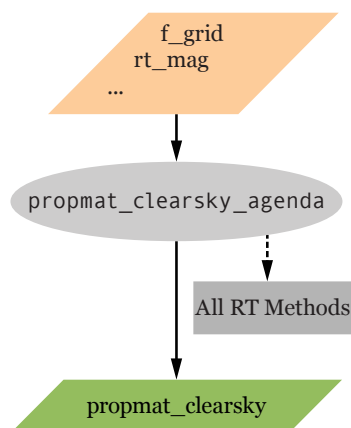 f_grid
rt_mag
...
propmat_clearsky_agenda
All RT Methods
propmat_clearsky